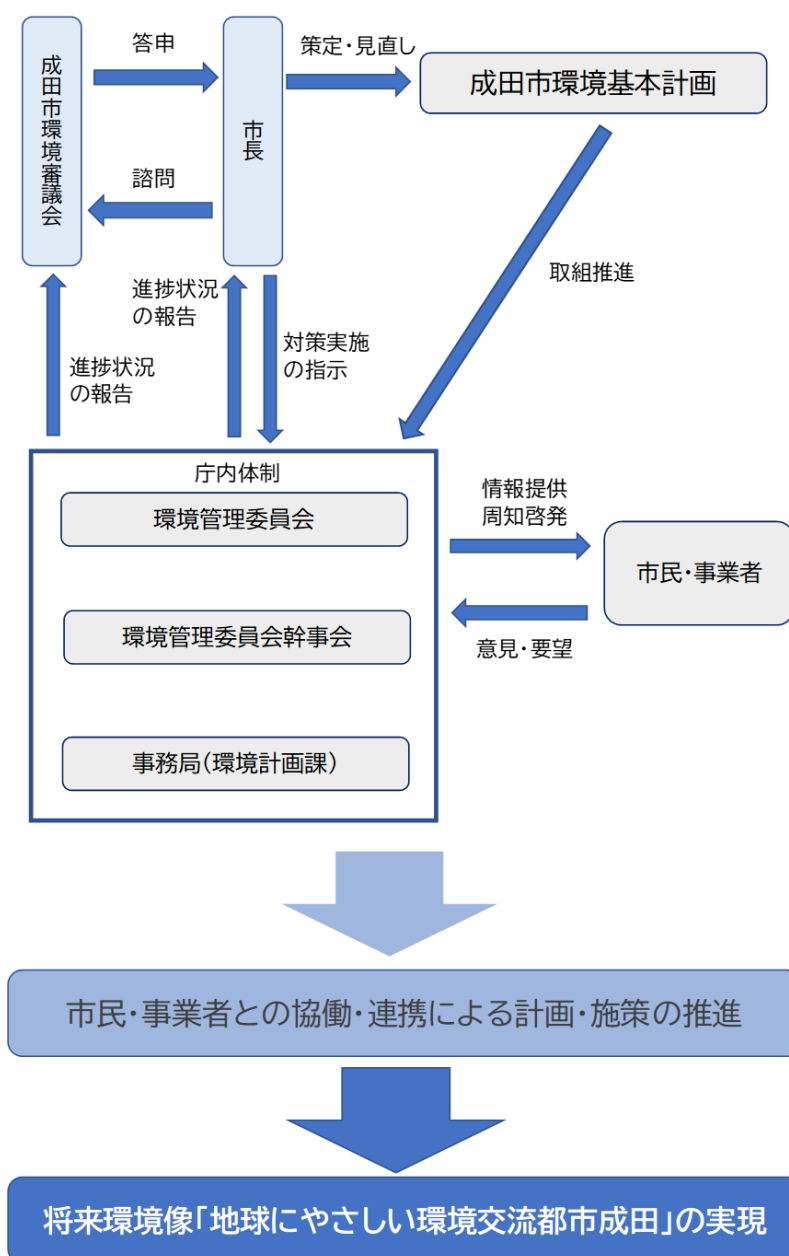 答申
策定・見直し
成田市環境審議会
市長
成田市環境基本計画
諮問
取組推進
進捗状況
の報告
進捗状況
の報告
対策実施
の指示
庁内体制
環境管理委員会
環境管理委員会幹事会
事務局(環境計画課)
情報提供
周知啓発
市民・事業者
意見・要望
市民・事業者との協働・連携による計画・施策の推進
将来環境像「地球にやさしい環境交流都市成田」の実現